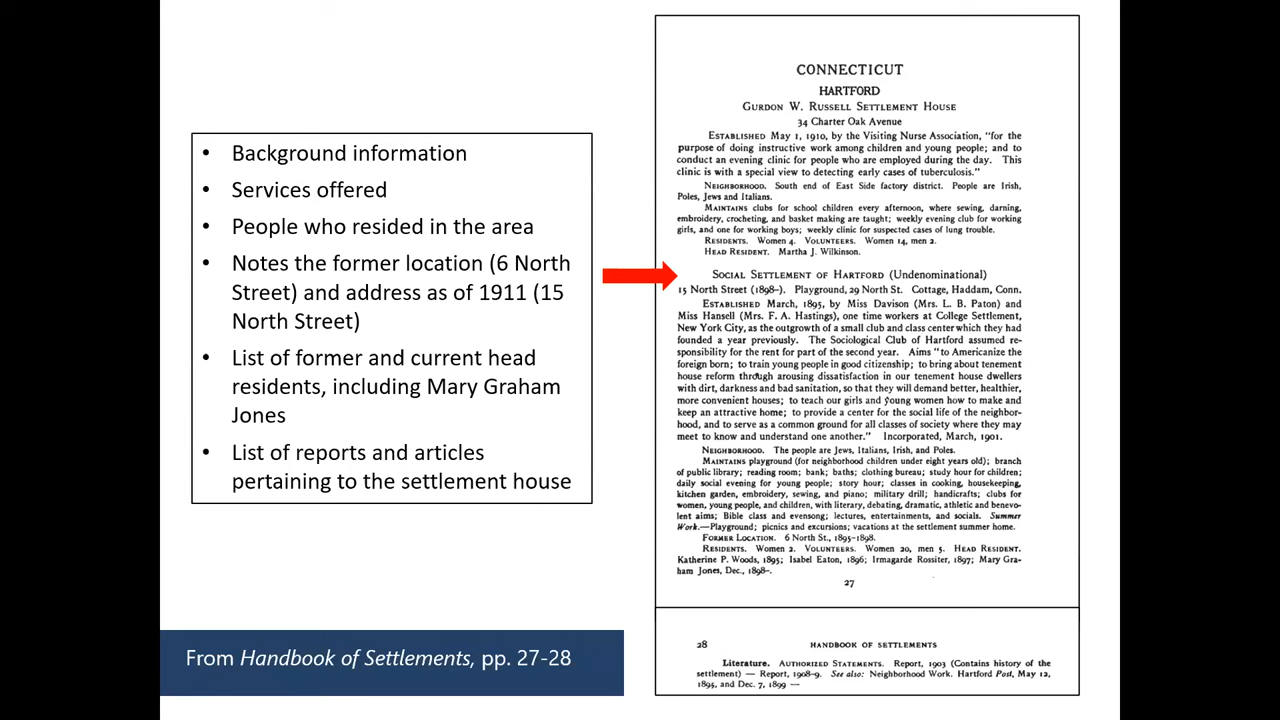 • Background information
• Services offered
• People who resided in the area
• Notes the former location (6 North
Street) and address as of 1911 (15
North Street)
• List of former and current head
residents, including Mary Graham
Jones
• List of reports and articles
pertaining to the settlement house
From Handbook of Settlements, pp. 27-28
CONNECTICUT
HARTFORD
Gurdon W. Russell Settlement House
34 Charter Oak Avenue
Established May 1, 1910, by the Visiting Nurse Association, "for the
purpose of doing instructive work among children and young people; and to
conduct an evening clinic for people who are employed during the day. This
clinic is with a special view to detecting early cases of tuberculosis."
Neighborhood. South end of East Side factory district. People are Irish,
Poles, Jews and Italians.
Maintains clubs for school children every afternoon, where sewing, darning,
embroidery, crocheting, and basket making are taught; weekly evening club for working
girls, and one for working boys; weekly clinic for suspected cases of lung trouble.
Residents. Women 4. Volunteers. Women 14, men 2.
Head Resident. Martha J. Wilkinson.
Social Settlement of Hartford (Undenominational)
15 North Street (1898–). Playground, 29 North St. Cottage, Haddam, Conn.
Established March, 1895, by Miss Davison (Mrs. L. B. Paton) and
Miss Hansell (Mrs. F. A. Hastings), one time workers at College Settlement,
New York City, as the outgrowth of a small club and class center which they had
founded a year previously. The Sociological Club of Hartford assumed re-
sponsibility for the rent for part of the second year. Aims "to Americanize the
foreign born; to train young people in good citizenship; to bring about tenement
house reform through arousing dissatisfaction in our tenement house dwellers
with dirt, darkness and bad sanitation, so that they will demand better, healthier,
more convenient houses; to teach our girls and young women how to make and
keep an attractive home; to provide a center for the social life of the neighbor-
hood, and to serve as a common ground for all classes of society where they may
meet to know and understand one another." Incorporated, March, 1901.
Neighborhood. The people are Jews, Italians, Irish, and Poles.
Maintains playground (for neighborhood children under eight years old); branch
of public library; reading room; bank; baths; clothing bureau; study hour for children;
daily social evening for young people; story hour; classes in cooking, housekeeping,
kitchen garden, embroidery, sewing, and piano; military drill; handicrafts; clubs for
women, young people, and children, with literary, debating, dramatic, athletic and benevo-
lent aims; Bible class and evensong; lectures, entertainments, and socials. Summer
Work.—Playground; picnics and excursions; vacations at the settlement summer home.
Former Location. 6 North St., 1895-1898.
Residents. Women 2. Volunteers. Women 20, men 5. Head Resident.
Katherine P. Woods, 1895; Isabel Eaton, 1896; Irmagarde Rossiter, 1897; Mary Gra-
ham Jones, Dec., 1898–.
27
28 HANDBOOK OF SETTLEMENTS
Literature. Authorized Statements. Report, 1903 (Contains history of the
settlement) — Report, 1908-9. See also: Neighborhood Work. Hartford Post, May 12,
1895, and Dec. 7, 1899 —